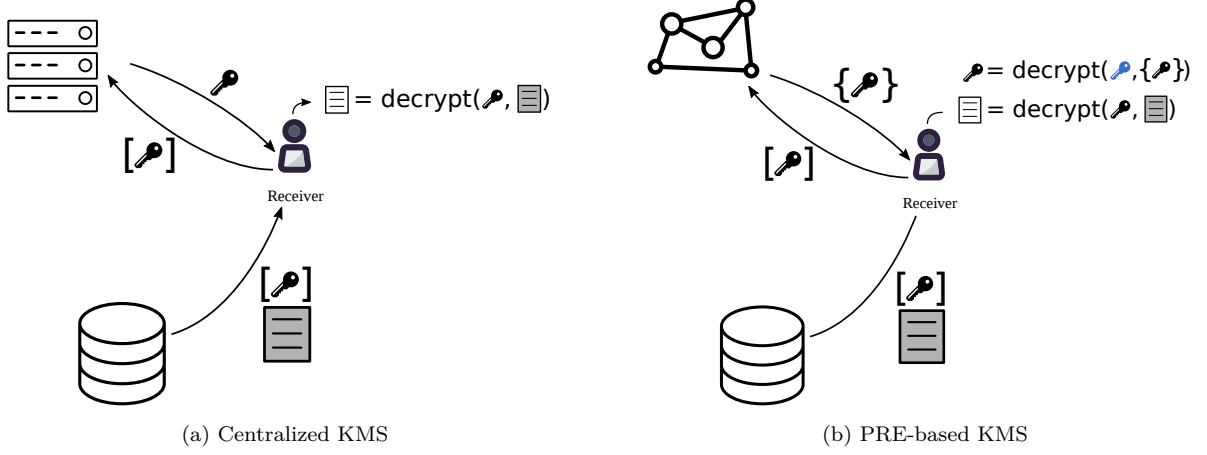 = decrypt( , )
[ ]
Receiver
[ ]
(a) Centralized KMS
{ }
= decrypt( ,{ })
= decrypt( , )
[ ]
Receiver
[ ]
(b) PRE-based KMS